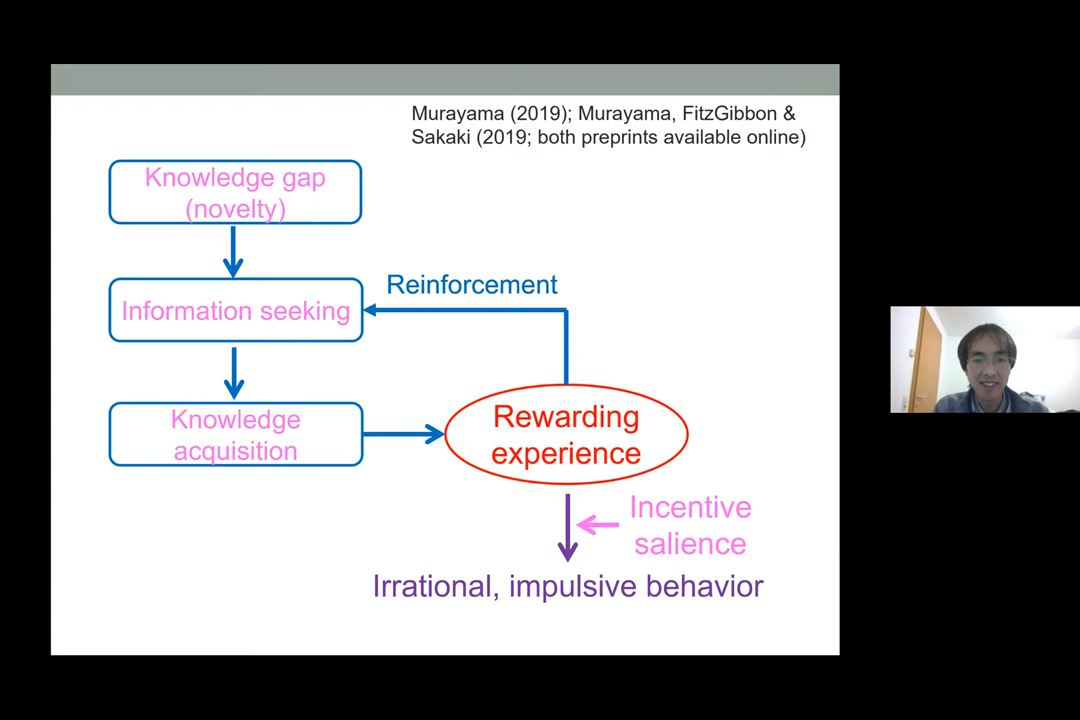 Murayama (2019); Murayama, FitzGibbon &
Sakaki (2019; both preprints available online)
Knowledge gap
(novelty)
Reinforcement
Information seeking
Knowledge
acquisition
Rewarding
experience
Incentive
salience
Irrational, impulsive behavior